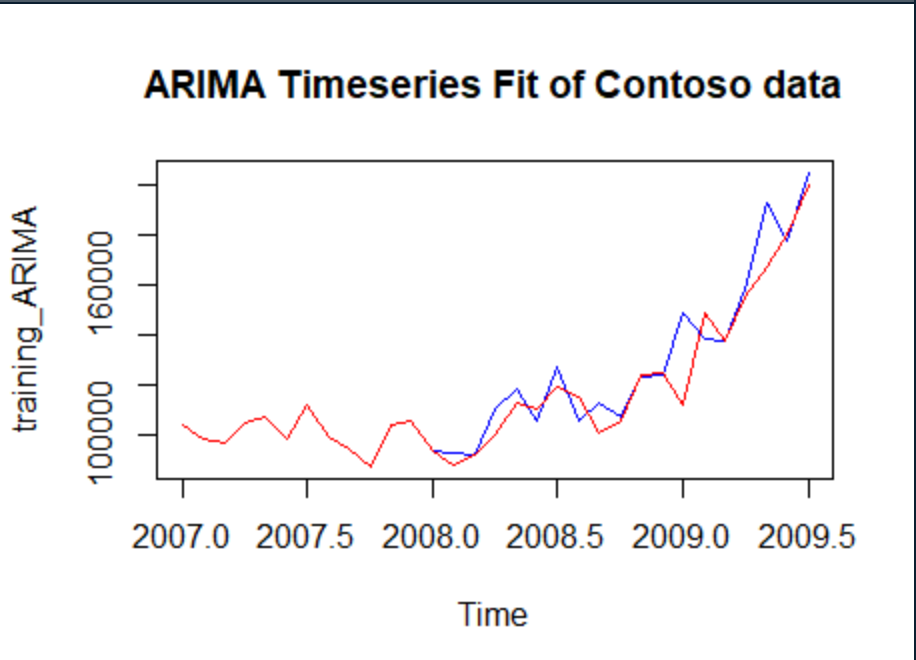 ARIMA Timeseries Fit of Contoso data
training_ARIMA
160000
100000
2007.0 2007.5 2008.0 2008.5 2009.0 2009.5
Time